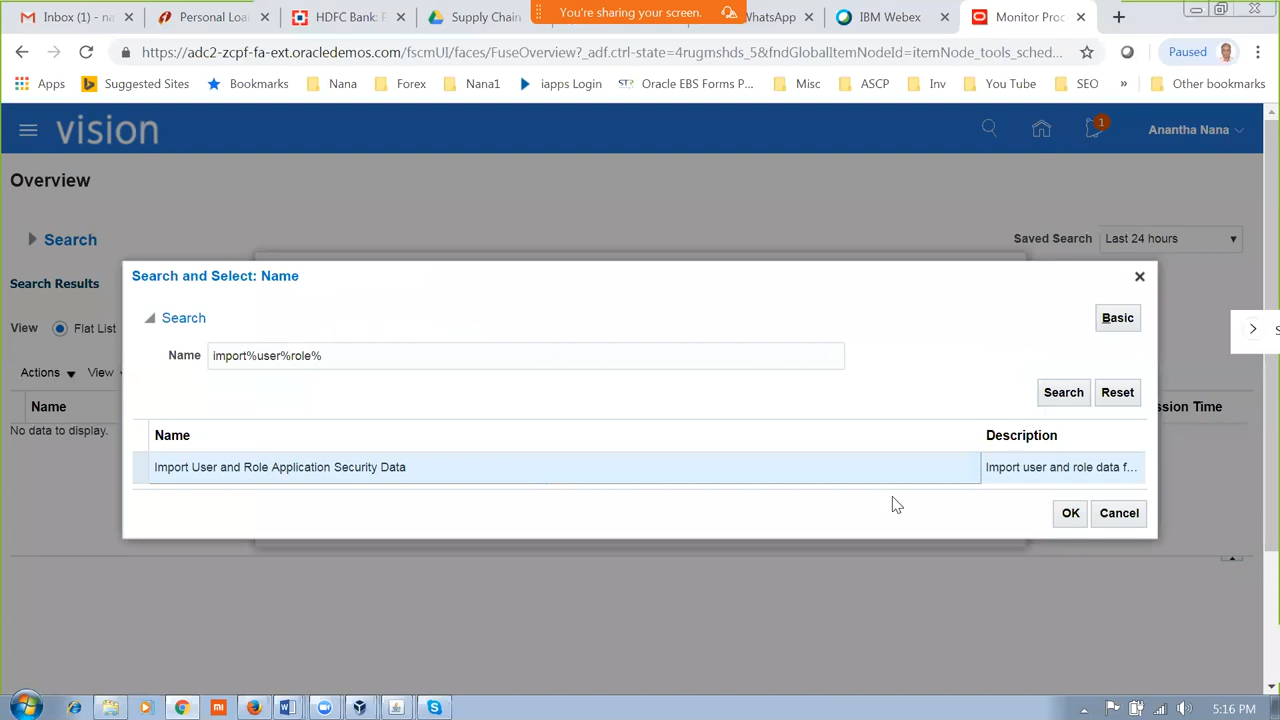 Inbox (1) - n
Personal Loa
HDFC Bank: F
Supply Chain
You're sharing your screen.
WhatsApp
IBM Webex
Monitor Proc
https://adc2-zcpf-fa-ext.oracledemos.com/fscmUI/faces/FuseOverview?_adf.ctrl-state=4rugmshds_5&fndGlobalItemNodeId=itemNode_tools_sched...
Paused
Apps
Suggested Sites
Bookmarks
Nana
Forex
Nana1
iapps Login
Oracle EBS Forms P...
Misc
ASCP
Inv
You Tube
SEO
»
Other bookmarks
vision
1
Anantha Nana
Overview
Search
Saved Search
Last 24 hours
Search Results
View
Flat List
Actions
View
Name
ssion Time
No data to display.
Search and Select: Name
Search
Basic
Name
import%user%role%
Search
Reset
Name
Description
Import User and Role Application Security Data
Import user and role data f...
OK
Cancel
5:16 PM